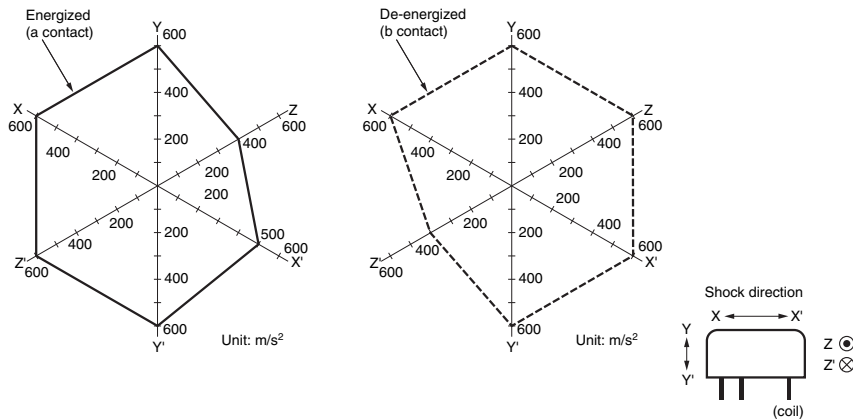 Energized
(a contact)
Y
600
400
200
X
600
400
200
Z
600
400
200
200
500
600
X'
Z'
600
400
200
200
400
600
Y'
Unit: m/s²
De-energized
(b contact)
Y
600
400
200
X
600
400
200
Z
600
400
200
200
400
600
X'
Z'
600
400
200
200
400
600
Y'
Unit: m/s²
Shock direction
X X'
Y
Y'
Z
Z'
(coil)